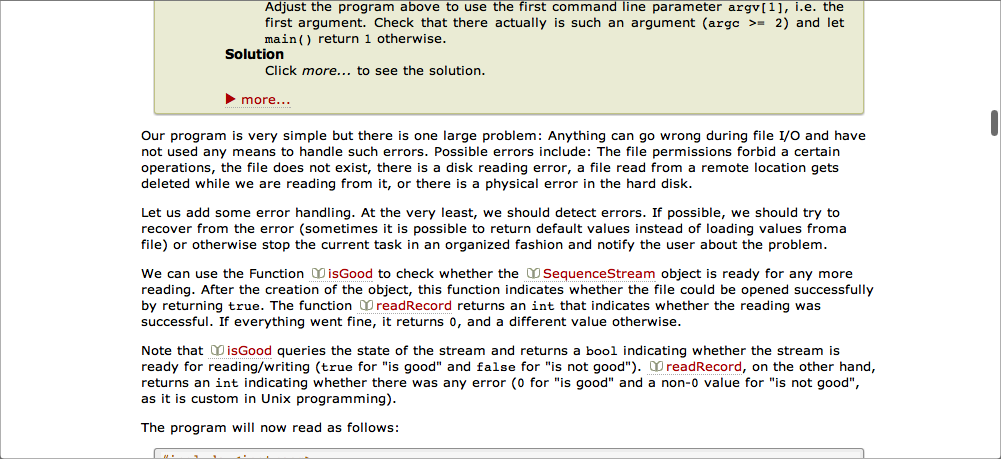 Adjust the program above to use the first command line parameter argv[1], i.e. the
first argument. Check that there actually is such an argument (argc >= 2) and let
main() return 1 otherwise.
Solution
Click more... to see the solution.
more...
Our program is very simple but there is one large problem: Anything can go wrong during file I/O and have
not used any means to handle such errors. Possible errors include: The file permissions forbid a certain
operations, the file does not exist, there is a disk reading error, a file read from a remote location gets
deleted while we are reading from it, or there is a physical error in the hard disk.
Let us add some error handling. At the very least, we should detect errors. If possible, we should try to
recover from the error (sometimes it is possible to return default values instead of loading values froma
file) or otherwise stop the current task in an organized fashion and notify the user about the problem.
We can use the Function isGood to check whether the SequenceStream object is ready for any more
reading. After the creation of the object, this function indicates whether the file could be opened successfully
by returning true. The function readRecord returns an int that indicates whether the reading was
successful. If everything went fine, it returns 0, and a different value otherwise.
Note that isGood queries the state of the stream and returns a bool indicating whether the stream is
ready for reading/writing (true for "is good" and false for "is not good"). readRecord, on the other hand,
returns an int indicating whether there was any error (0 for "is good" and a non-0 value for "is not good",
as it is custom in Unix programming).
The program will now read as follows: